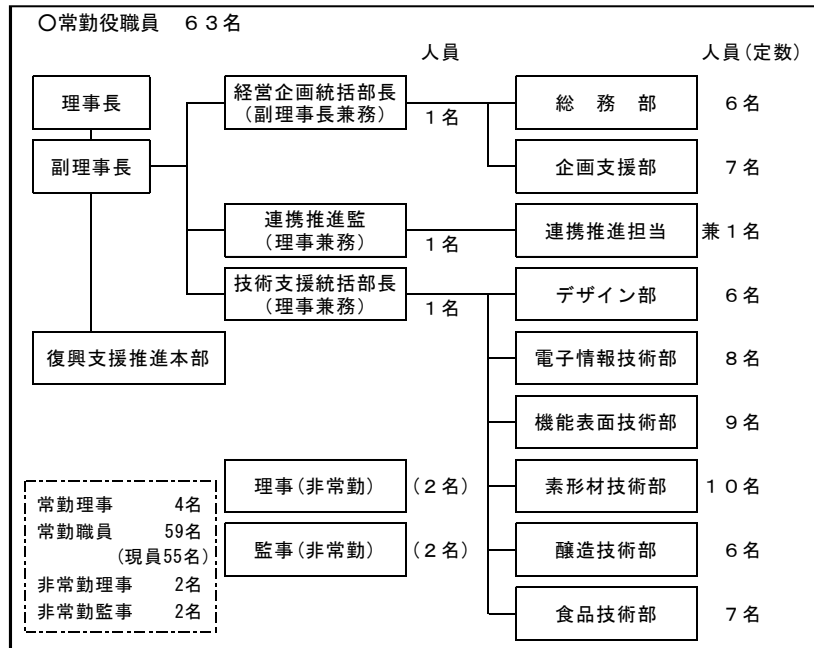 〇常勤役職員　６３名
人員　人員(定数)
理事長
副理事長
復興支援推進本部
経営企画統括部長
(副理事長兼務)
１名
連携推進監
(理事兼務)
１名
技術支援統括部長
(理事兼務)
１名
総　務　部　６名
企画支援部　７名
連携推進担当　兼１名
デザイン部　６名
電子情報技術部　８名
機能表面技術部　９名
素形材技術部　１０名
醸造技術部　６名
食品技術部　７名
理事(非常勤)　(２名)
監事(非常勤)　(２名)
常勤理事　4名
常勤職員　59名
(現員55名)
非常勤理事　2名
非常勤監事　2名